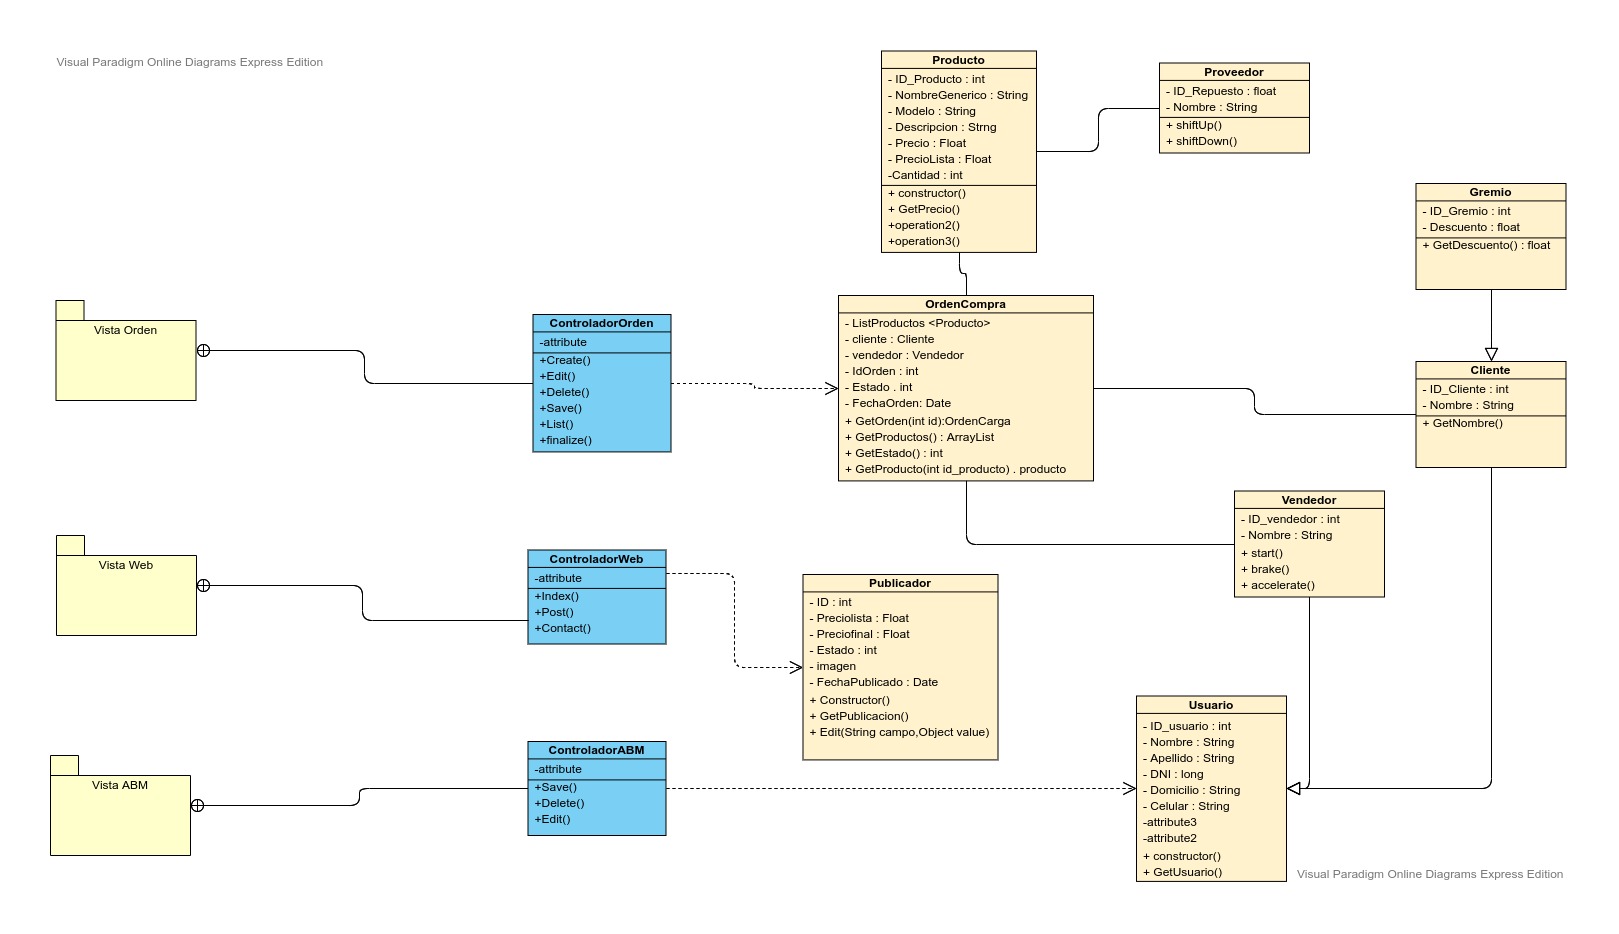 Visual Paradigm Online Diagrams Express Edition
Producto
- ID_Producto : int
- NombreGenerico : String
- Modelo : String
- Descripcion : Strng
- Precio : Float
- PrecioLista : Float
-Cantidad : int
+ constructor()
+ GetPrecio()
+operation2()
+operation3()
Proveedor
- ID_Repuesto : float
- Nombre : String
+ shiftUp()
+ shiftDown()
Gremio
- ID_Gremio : int
- Descuento : float
+ GetDescuento() : float
Vista Orden
ControladorOrden
-attribute
+Create()
+Edit()
+Delete()
+Save()
+List()
+finalize()
OrdenCompra
- ListProductos <Producto>
- cliente : Cliente
- vendedor : Vendedor
- IdOrden : int
- Estado . int
- FechaOrden: Date
+ GetOrden(int id):OrdenCarga
+ GetProductos() : ArrayList
+ GetEstado() : int
+ GetProducto(int id_producto) . producto
Cliente
- ID_Cliente : int
- Nombre : String
+ GetNombre()
Vendedor
- ID_vendedor : int
- Nombre : String
+ start()
+ brake()
+ accelerate()
Vista Web
ControladorWeb
-attribute
+Index()
+Post()
+Contact()
Publicador
- ID : int
- Preciolista : Float
- Preciofinal : Float
- Estado : int
- imagen
- FechaPublicado : Date
+ Constructor()
+ GetPublicacion()
+ Edit(String campo,Object value)
Vista ABM
ControladorABM
-attribute
+Save()
+Delete()
+Edit()
Usuario
- ID_usuario : int
- Nombre : String
- Apellido : String
- DNI : long
- Domicilio : String
- Celular : String
-attribute3
-attribute2
+ constructor()
+ GetUsuario()
Visual Paradigm Online Diagrams Express Edition